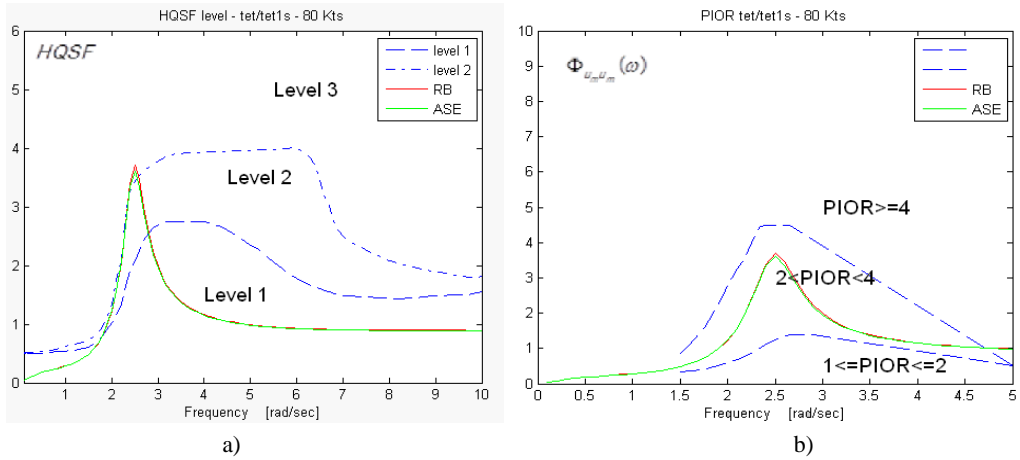 HQSF level - tet/tet1s - 80 Kts
HQSF
level 1
level 2
RB
ASE
Level 3
Level 2
Level 1
6
5
4
3
2
1
0
1 2 3 4 5 6 7 8 9 10
Frequency [rad/sec]
a)
PIOR tet/tet1s - 80 Kts
Φumum(ω)
RB
ASE
PIOR>=4
2<PIOR<4
1<=PIOR<=2
10
9
8
7
6
5
4
3
2
1
0
0 0.5 1 1.5 2 2.5 3 3.5 4 4.5 5
Frequency [rad/sec]
b)